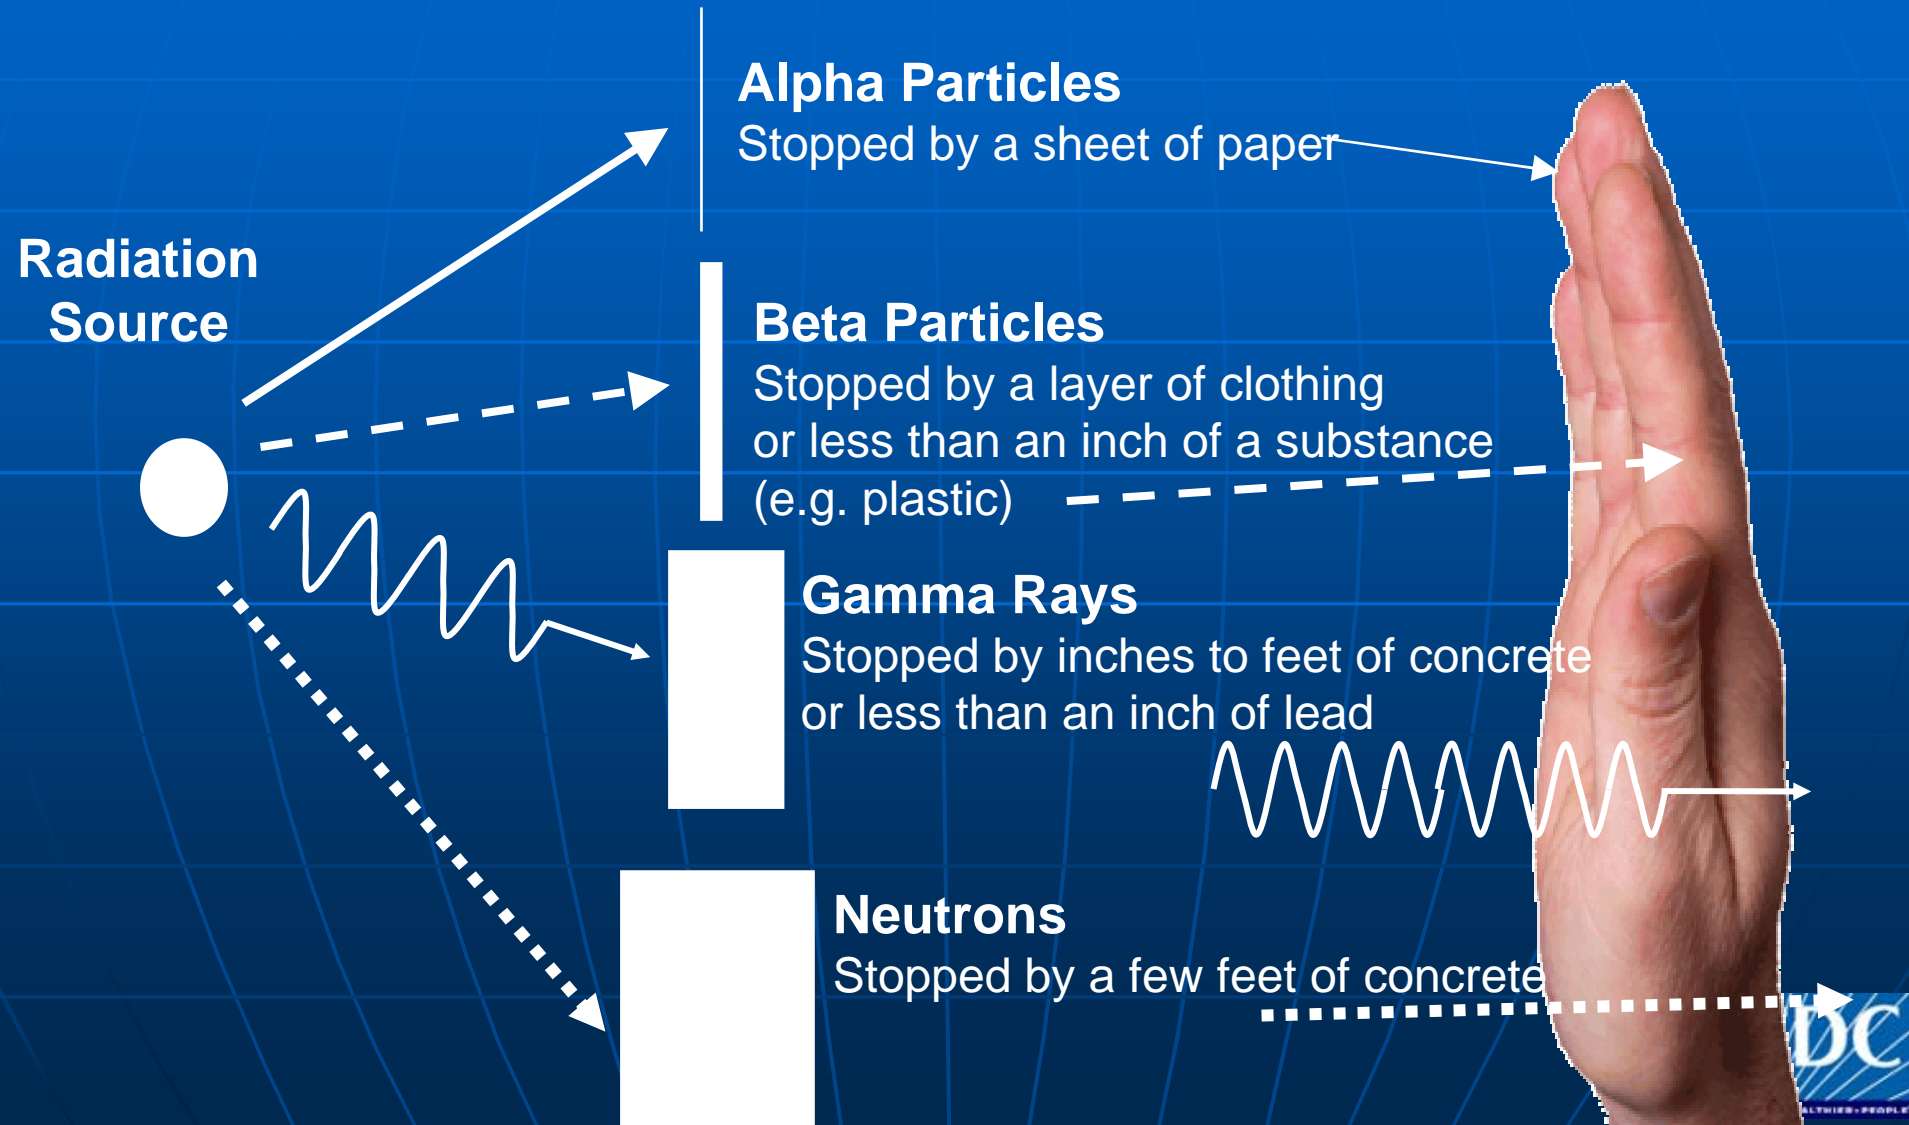 Alpha Particles
Stopped by a sheet of paper
Radiation
Source
Beta Particles
Stopped by a layer of clothing
or less than an inch of a substance
(e.g. plastic)
Gamma Rays
Stopped by inches to feet of concrete
or less than an inch of lead
Neutrons
Stopped by a few feet of concrete
DC
ALTHIER·PEOPLE